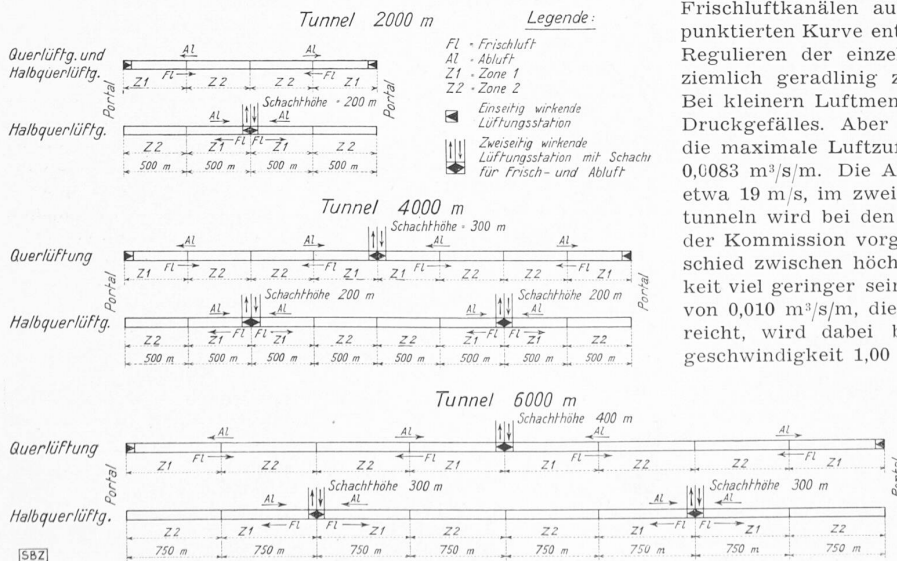 Tunnel 2000 m
Legende:
Querlüftg. und
Halbquerlüftg.
Al
Al
Fl = Frischluft
Al = Abluft
Z1 = Zone 1
Z2 = Zone 2
Fl
Fl
Z1
Z2
Z2
Z1
Portal
Portal
Schachthöhe = 200 m
Einseitig wirkende
Lüftungsstation
Halbquerlüftg.
Al
Al
Fl
Fl
Z2
Z1
Z1
Z2
500 m
500 m
500 m
500 m
Zweiseitig wirkende
Lüftungsstation mit Schach
für Frisch- und Abluft
Tunnel 4000 m
Schachthöhe = 300 m
Querlüftung
Al
Al
Al
Al
Fl
Fl
Fl
Fl
Z1
Z2
Z2
Z1
Z1
Z2
Z2
Z1
Portal
Portal
Schachthöhe 200 m
Schachthöhe 200 m
Halbquerlüftg.
Al
Al
Al
Al
Fl
Fl
Fl
Fl
Z2
Z1
Z1
Z2
Z2
Z1
Z1
Z2
500 m
500 m
500 m
500 m
500 m
500 m
500 m
500 m
Tunnel 6000 m
Schachthöhe 400 m
Querlüftung
Al
Al
Al
Al
Fl
Fl
Fl
Fl
Z1
Z2
Z2
Z1
Z1
Z2
Z2
Z1
Portal
Portal
Schachthöhe 300 m
Schachthöhe 300 m
Halbquerlüftg.
Al
Al
Al
Al
Fl
Fl
Fl
Fl
Z2
Z1
Z1
Z2
Z2
Z1
Z1
Z2
750 m
750 m
750 m
750 m
750 m
750 m
750 m
750 m
SBZ
Frischluftkanälen au
punktierten Kurve ent
Regulieren der einze
ziemlich geradlinig z
Bei kleinern Luftmen
Druckgefälles. Aber
die maximale Luftzu
0,0083 m³/s/m. Die A
etwa 19 m/s, im zwei
tunneln wird bei den
der Kommission vorg
schied zwischen höch
keit viel geringer sein
von 0,010 m³/s/m, die
reicht, wird dabei b
geschwindigkeit 1,00